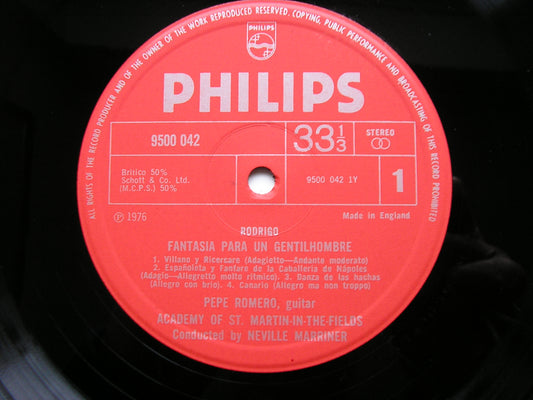 ALL RIGHTS OF THE RECORD PRODUCER AND OF THE OWNER OF THE WORK REPRODUCED RESERVED. COPYING, PUBLIC PERFORMANCE AND BROADCASTING OF THIS RECORD PROHIBITED
PHILIPS
PHILIPS
9500 042
33 1/3
STEREO
Britico 50%
Schott & Co. Ltd.
(M.C.P.S.) 50%
9500 042 1Y
1
Ⓟ 1976
Made in England
RODRIGO
FANTASIA PARA UN GENTILHOMBRE
1. Villano y Ricercare (Adagietto—Andante moderato)
2. Españoleta y Fanfare de la Caballería de Nápoles
(Adagio—Allegretto molto ritmico). 3. Danza de las hachas
(Allegro con brio). 4. Canario (Allegro ma non troppo)
PEPE ROMERO, guitar
ACADEMY OF ST. MARTIN-IN-THE-FIELDS
Conducted by NEVILLE MARRINER